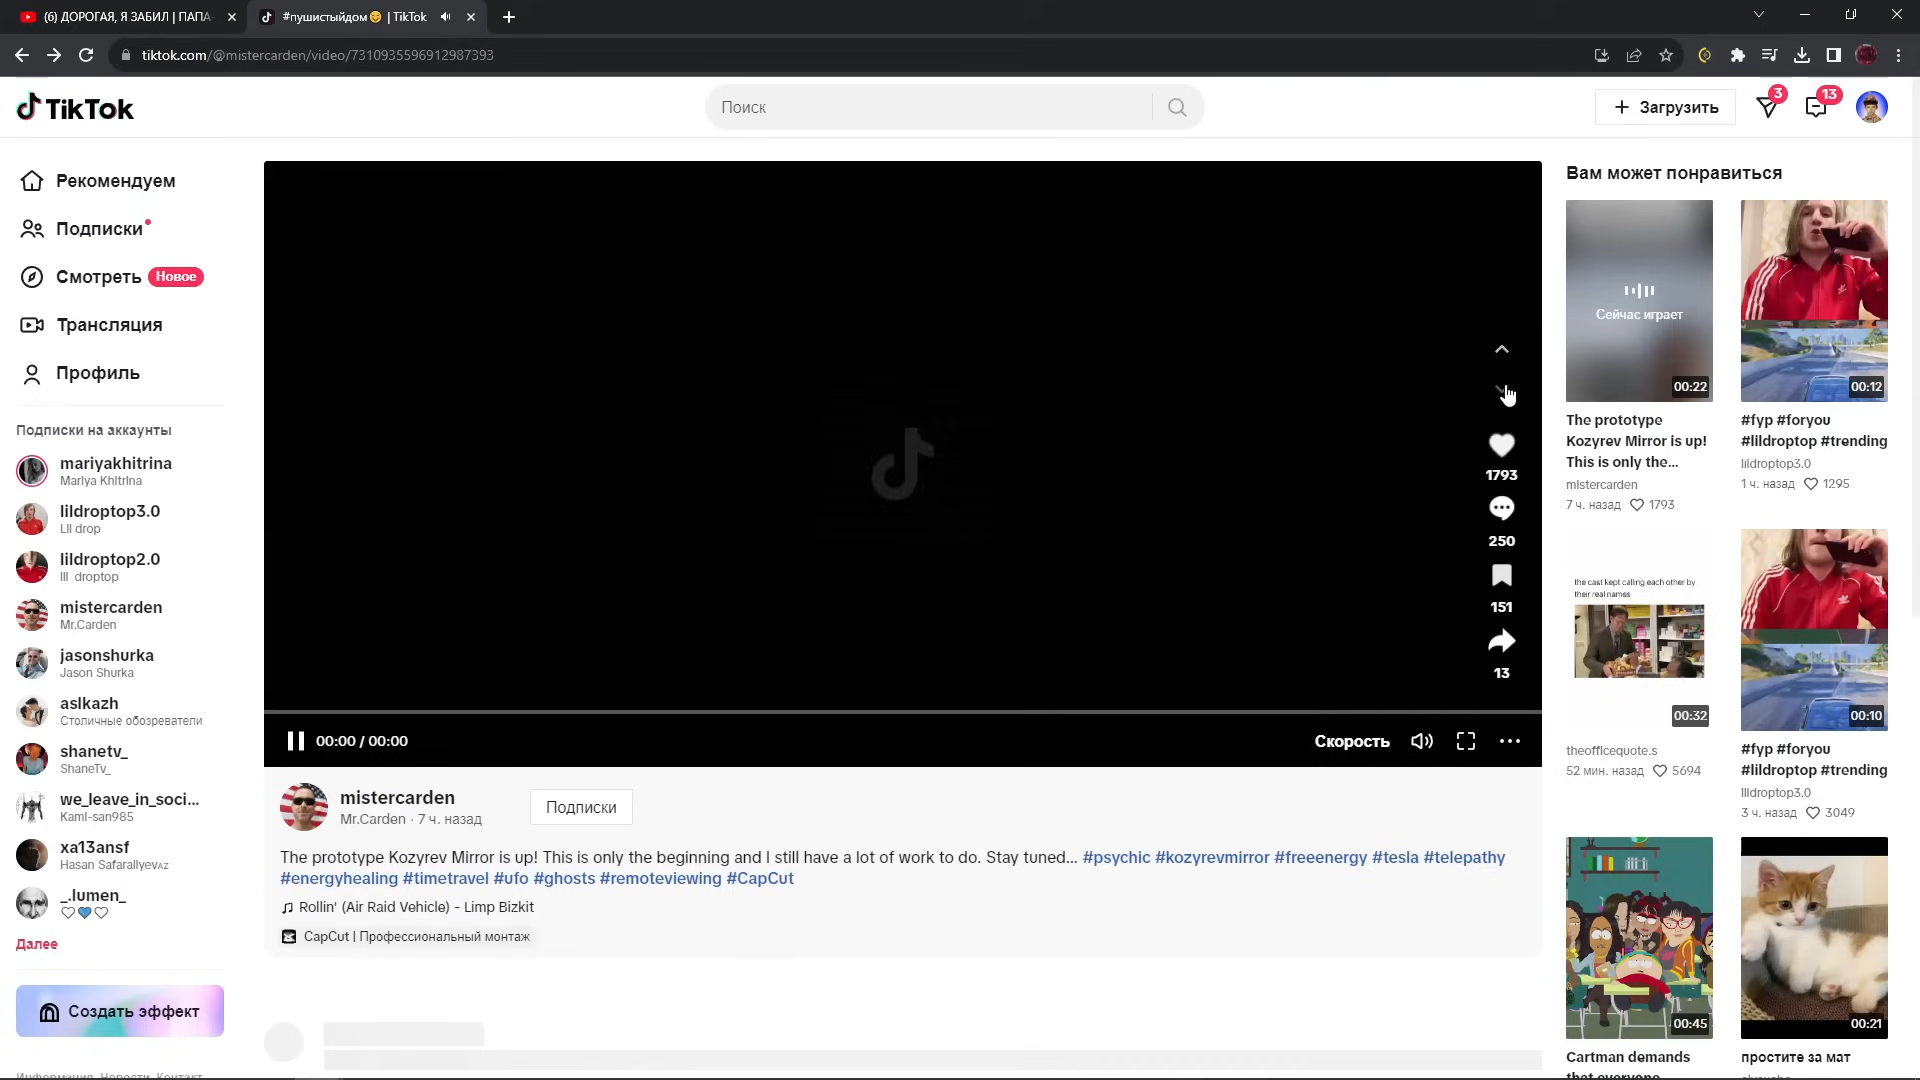 (6) ДОРОГАЯ, Я ЗАБИЛ | ПАПА-
#пушистыйдом😊 | TikTok
tiktok.com/@mistercarden/video/7310935596912987393
TikTok
Поиск
Загрузить
3
13
Рекомендуем
Подписки
Смотреть Новое
Трансляция
Профиль
Подписки на аккаунты
mariyakhitrina
Mariya Khitrina
lildroptop3.0
Lil drop
lildroptop2.0
lil droptop
mistercarden
Mr.Carden
jasonshurka
Jason Shurka
aslkazh
Столичные обозреватели
shanetv_
ShaneTv_
we_leave_in_soci...
Kaml-san985
xa13ansf
Hasan SafarallyevAZ
_.lumen_
🤍💙🤍
Далее
Создать эффект
Информация Новости Контакт
1793
250
151
13
00:00 / 00:00
Скорость
mistercarden
Mr.Carden · 7 ч. назад
Подписки
The prototype Kozyrev Mirror is up! This is only the beginning and I still have a lot of work to do. Stay tuned... #psychic #kozyrevmirror #freeenergy #tesla #telepathy
#energyhealing #timetravel #ufo #ghosts #remoteviewing #CapCut
Rollin' (Air Raid Vehicle) - Limp Bizkit
CapCut | Профессиональный монтаж
Вам может понравиться
Сейчас играет
00:22
The prototype
Kozyrev Mirror is up!
This is only the...
mistercarden
7 ч. назад 1793
00:12
#fyp #foryou
#lildroptop #trending
lildroptop3.0
1 ч. назад 1295
the cast kept calling each other by
their real names
00:32
theofficequote.s
52 мин. назад 5694
00:10
#fyp #foryou
#lildroptop #trending
lildroptop3.0
3 ч. назад 3049
00:45
Cartman demands
that everyone
00:21
простите за мат